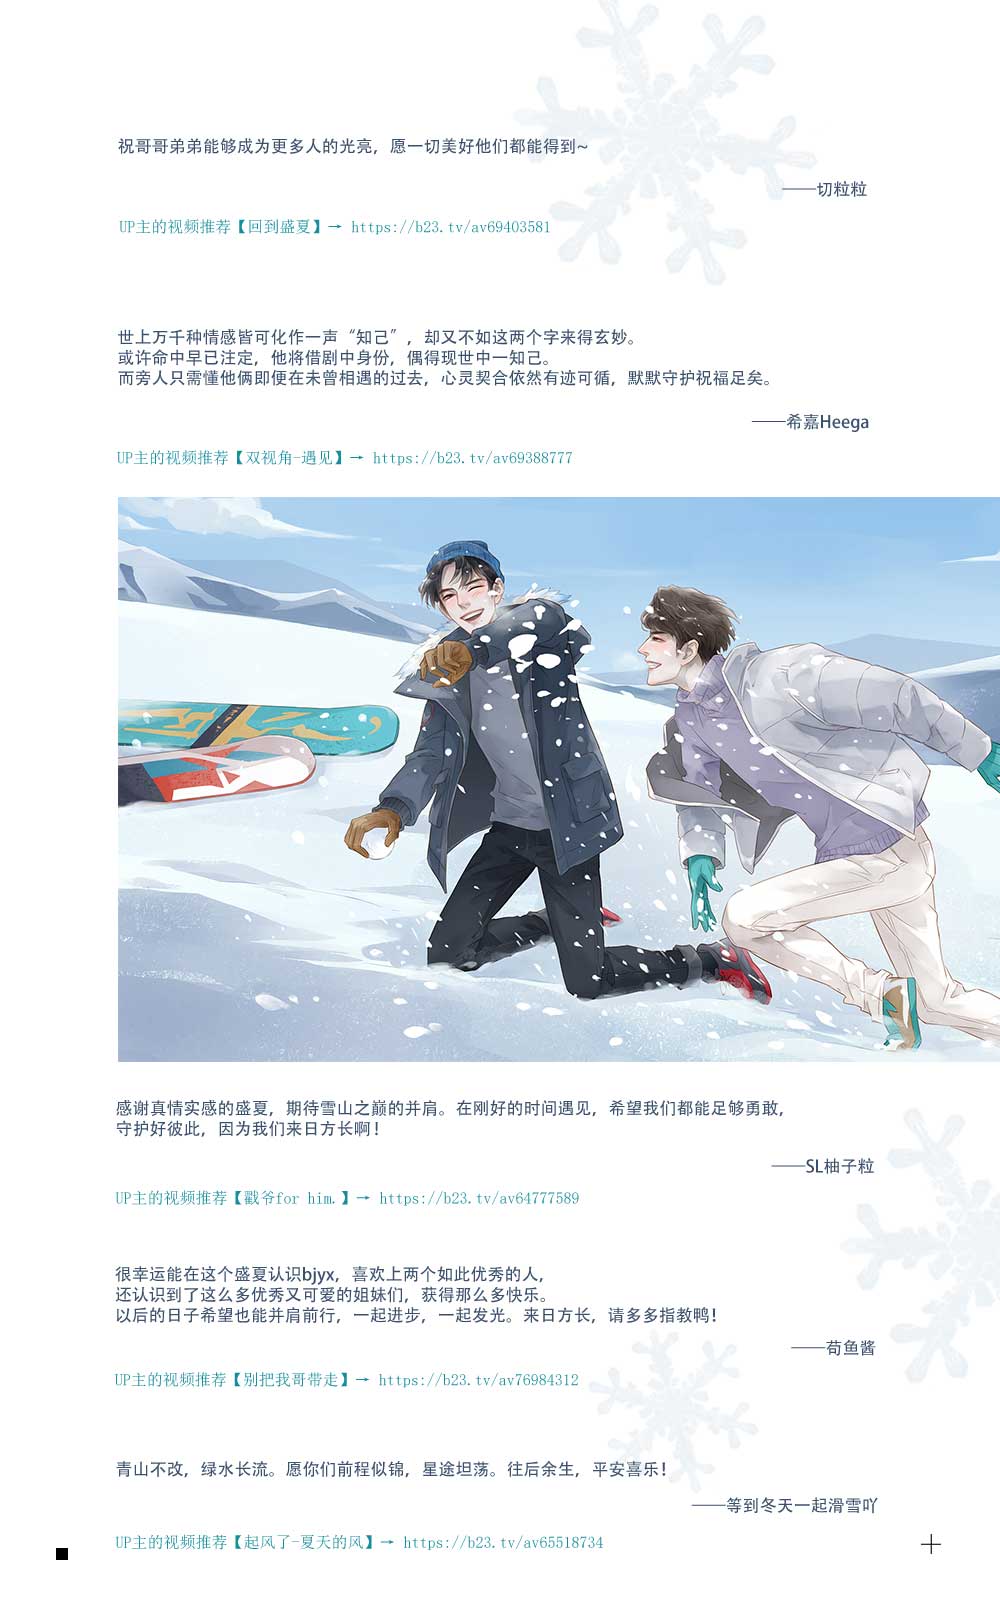 祝哥哥弟弟能够成为更多人的光亮，愿一切美好他们都能得到~
——切粒粒
UP主的视频推荐【回到盛夏】→ https://b23.tv/av69403581
世上万千种情感皆可化作一声“知己”，却又不如这两个字来得玄妙。
或许命中早已注定，他将借剧中身份，偶得现世中一知己。
而旁人只需懂他俩即便在未曾相遇的过去，心灵契合依然有迹可循，默默守护祝福足矣。
——希嘉Heega
UP主的视频推荐【双视角-遇见】→ https://b23.tv/av69388777
感谢真情实感的盛夏，期待雪山之巅的并肩。在刚好的时间遇见，希望我们都能足够勇敢，
守护好彼此，因为我们来日方长啊！
——SL柚子粒
UP主的视频推荐【戳爷for him.】→ https://b23.tv/av64777589
很幸运能在这个盛夏认识bjyx，喜欢上两个如此优秀的人，
还认识到了这么多优秀又可爱的姐妹们，获得那么多快乐。
以后的日子希望也能并肩前行，一起进步，一起发光。来日方长，请多多指教鸭！
——苟鱼酱
UP主的视频推荐【别把我哥带走】→ https://b23.tv/av76984312
青山不改，绿水长流。愿你们前程似锦，星途坦荡。往后余生，平安喜乐！
——等到冬天一起滑雪吖
UP主的视频推荐【起风了-夏天的风】→ https://b23.tv/av65518734